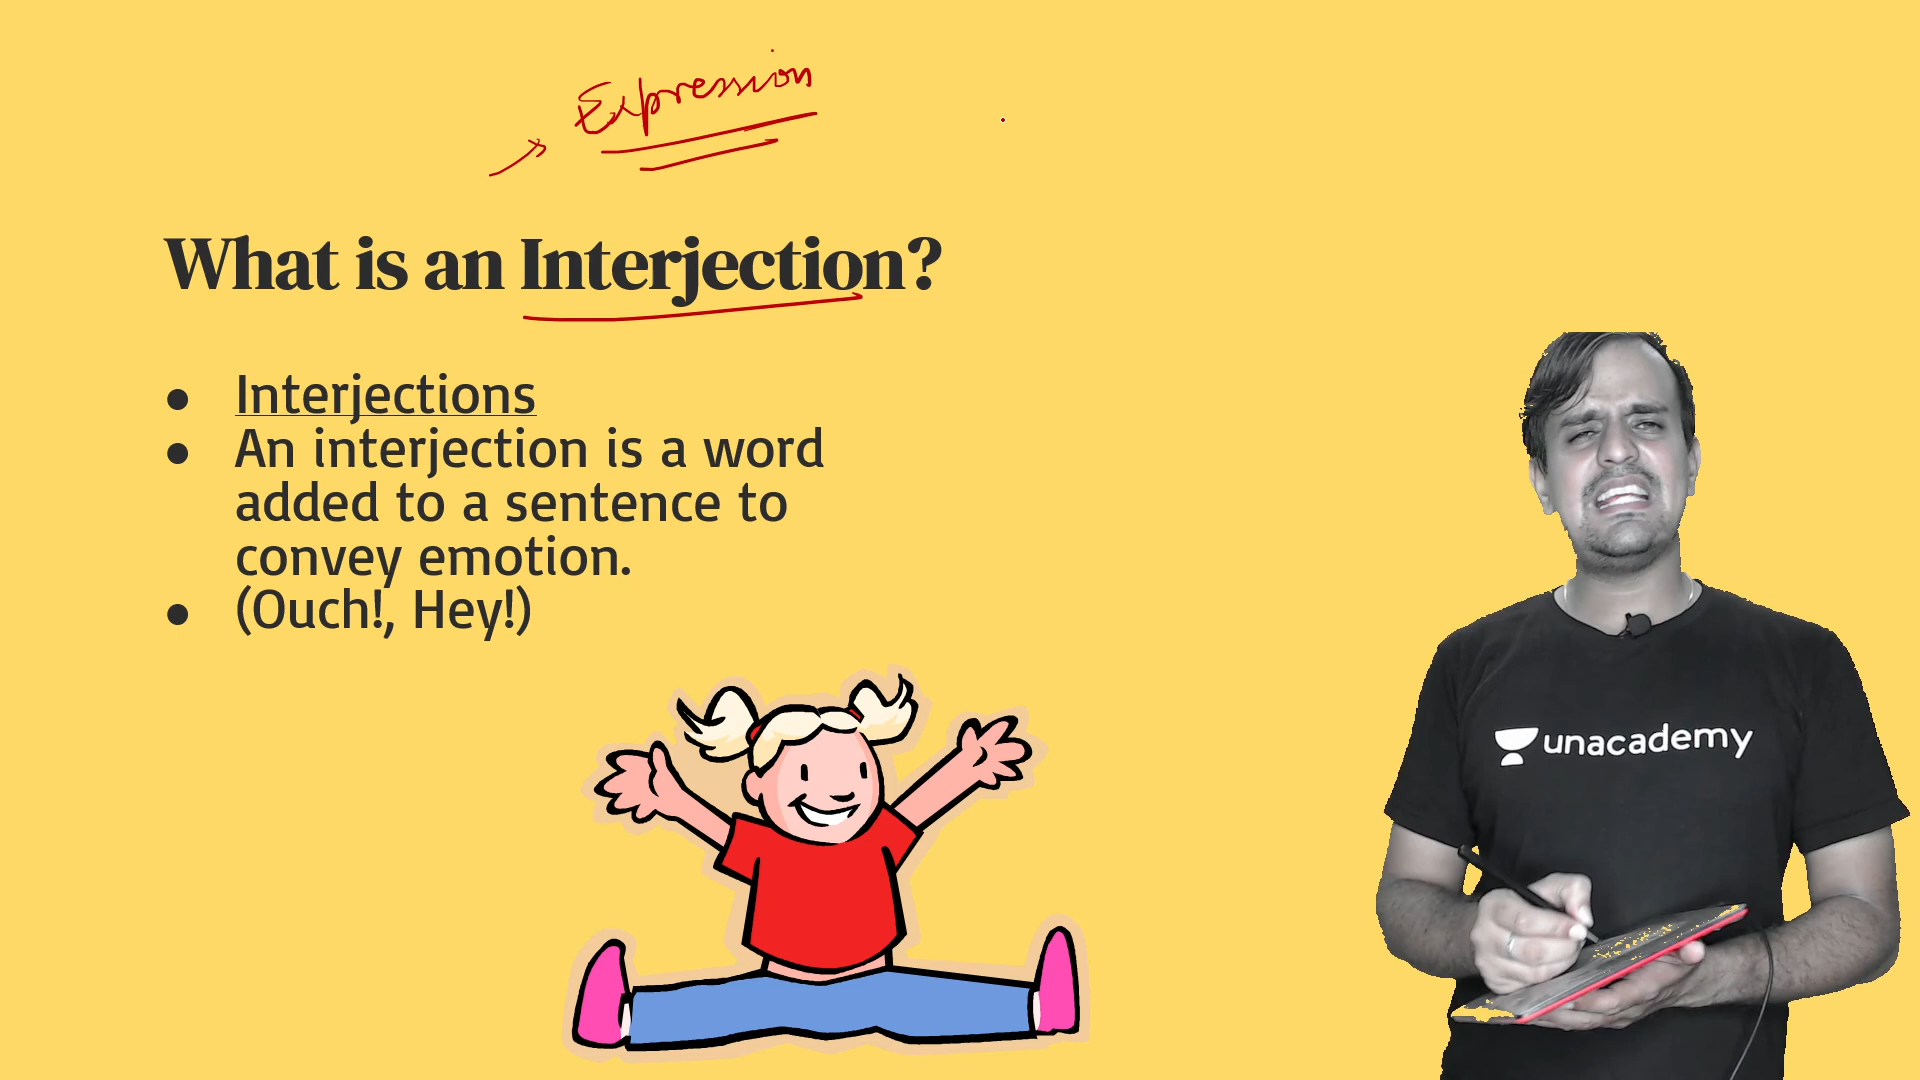 Expression
What is an Interjection?
● Interjections
● An interjection is a word
added to a sentence to
convey emotion.
● (Ouch!, Hey!)
unacademy